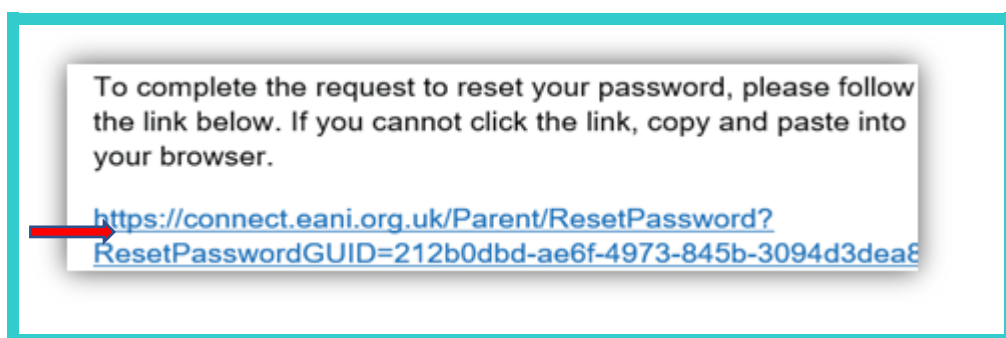 To complete the request to reset your password, please follow
the link below. If you cannot click the link, copy and paste into
your browser.
https://connect.eani.org.uk/Parent/ResetPassword?
ResetPasswordGUID=212b0dbd-ae6f-4973-845b-3094d3dea8